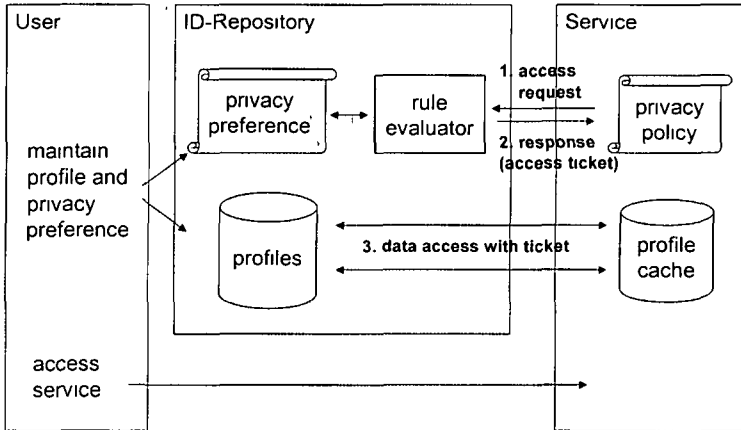 User
ID-Repository
Service
privacy
preference
rule
evaluator
1. access
request
2. response
(access ticket)
privacy
policy
maintain
profile and
privacy
preference
profiles
3. data access with ticket
profile
cache
access
service